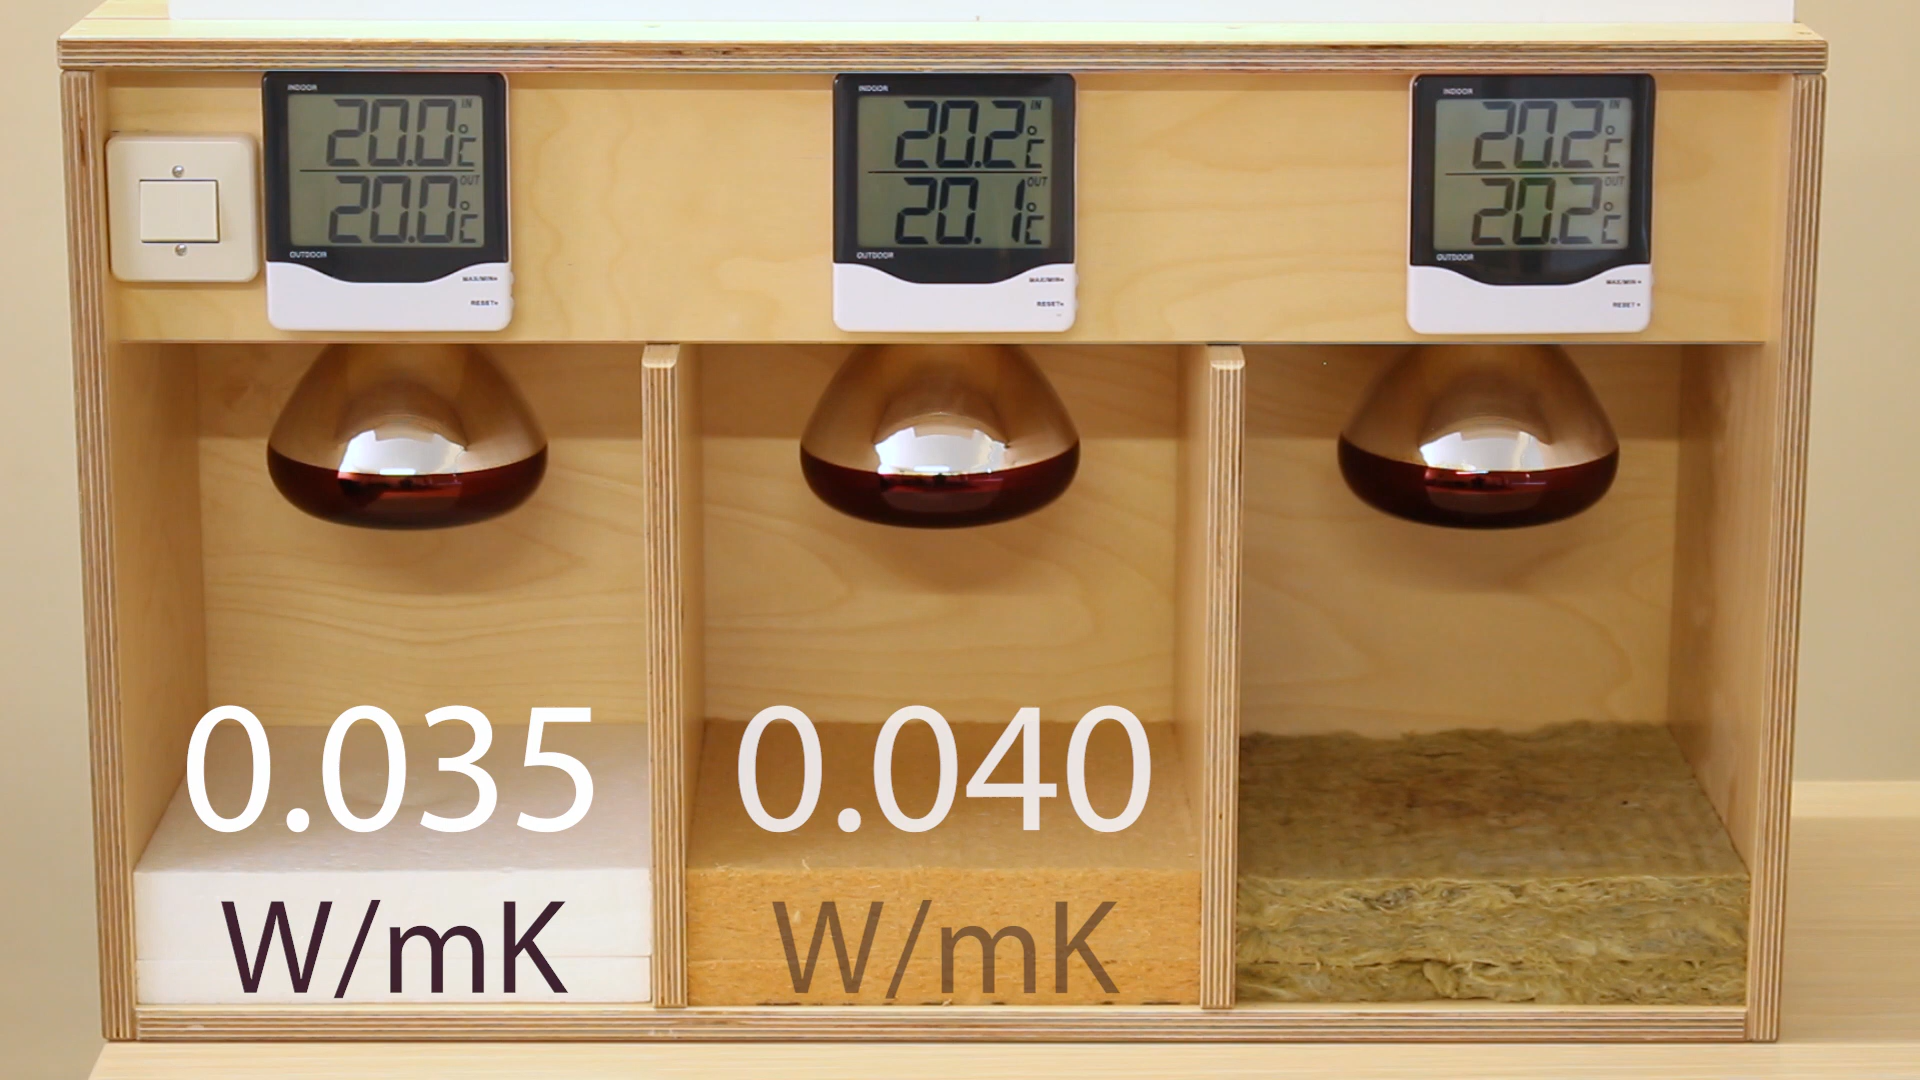 INDOOR
20.0 °C IN
20.0 °C OUT
OUTDOOR
MAX/MIN
RESET
INDOOR
20.2 °C IN
20.1 °C OUT
OUTDOOR
MAX/MIN
RESET
INDOOR
20.2 °C IN
20.2 °C OUT
OUTDOOR
MAX/MIN
RESET
0.035
W/mK
0.040
W/mK